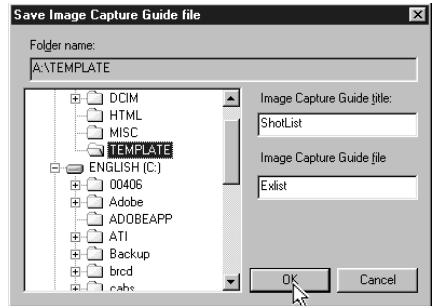 Save Image Capture Guide file
Folder name:
A:\TEMPLATE
DCIM
HTML
MISC
TEMPLATE
ENGLISH (C:)
00406
Adobe
ADOBEAPP
ATI
Backup
brcd
cabs
Image Capture Guide title:
ShotList
Image Capture Guide file
Exlist
OK
Cancel